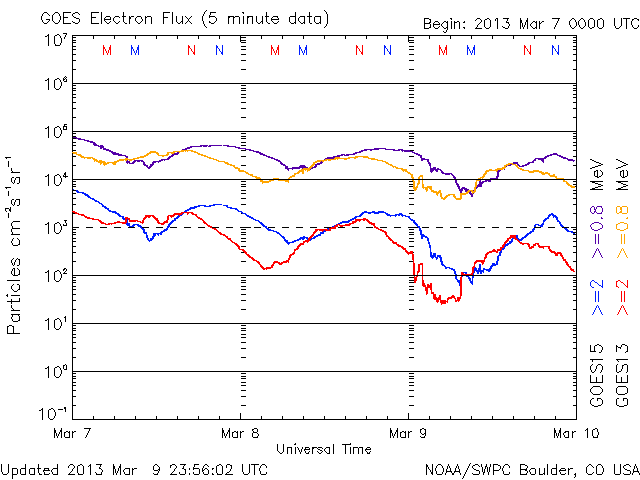 GOES Electron Flux (5 minute data)
Begin: 2013 Mar 7 0000 UTC
10⁷
M M N N M M N N M M N N
10⁶
10⁵
10⁴
10³
10²
10¹
10⁰
10⁻¹
Particles cm⁻²s⁻¹sr⁻¹
Mar 7 Mar 8 Mar 9 Mar 10
Universal Time
GOES15 >=2 >=0.8 MeV
GOES13 >=2 >=0.8 MeV
Updated 2013 Mar 9 23:56:02 UTC
NOAA/SWPC Boulder, CO USA